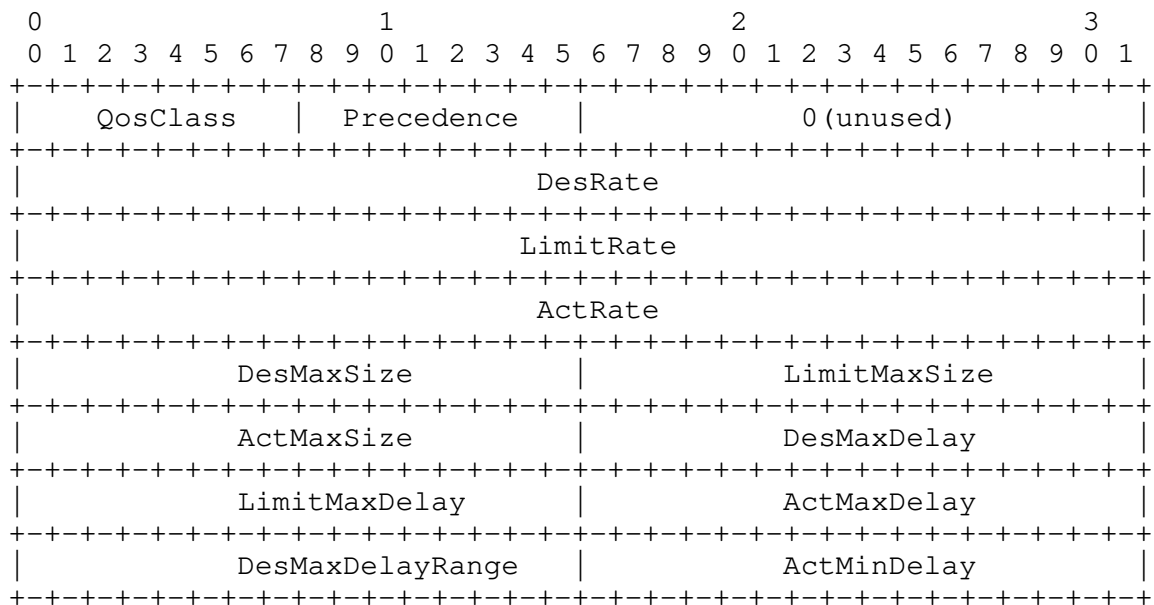 0                   1                   2                   3
 0 1 2 3 4 5 6 7 8 9 0 1 2 3 4 5 6 7 8 9 0 1 2 3 4 5 6 7 8 9 0 1
+-+-+-+-+-+-+-+-+-+-+-+-+-+-+-+-+-+-+-+-+-+-+-+-+-+-+-+-+-+-+-+-+
|    QosClass   |  Precedence   |            0(unused)          |
+-+-+-+-+-+-+-+-+-+-+-+-+-+-+-+-+-+-+-+-+-+-+-+-+-+-+-+-+-+-+-+-+
|                             DesRate                           |
+-+-+-+-+-+-+-+-+-+-+-+-+-+-+-+-+-+-+-+-+-+-+-+-+-+-+-+-+-+-+-+-+
|                            LimitRate                          |
+-+-+-+-+-+-+-+-+-+-+-+-+-+-+-+-+-+-+-+-+-+-+-+-+-+-+-+-+-+-+-+-+
|                             ActRate                           |
+-+-+-+-+-+-+-+-+-+-+-+-+-+-+-+-+-+-+-+-+-+-+-+-+-+-+-+-+-+-+-+-+
|            DesMaxSize         |           LimitMaxSize        |
+-+-+-+-+-+-+-+-+-+-+-+-+-+-+-+-+-+-+-+-+-+-+-+-+-+-+-+-+-+-+-+-+
|            ActMaxSize         |           DesMaxDelay         |
+-+-+-+-+-+-+-+-+-+-+-+-+-+-+-+-+-+-+-+-+-+-+-+-+-+-+-+-+-+-+-+-+
|            LimitMaxDelay      |           ActMaxDelay         |
+-+-+-+-+-+-+-+-+-+-+-+-+-+-+-+-+-+-+-+-+-+-+-+-+-+-+-+-+-+-+-+-+
|            DesMaxDelayRange   |           ActMinDelay         |
+-+-+-+-+-+-+-+-+-+-+-+-+-+-+-+-+-+-+-+-+-+-+-+-+-+-+-+-+-+-+-+-+